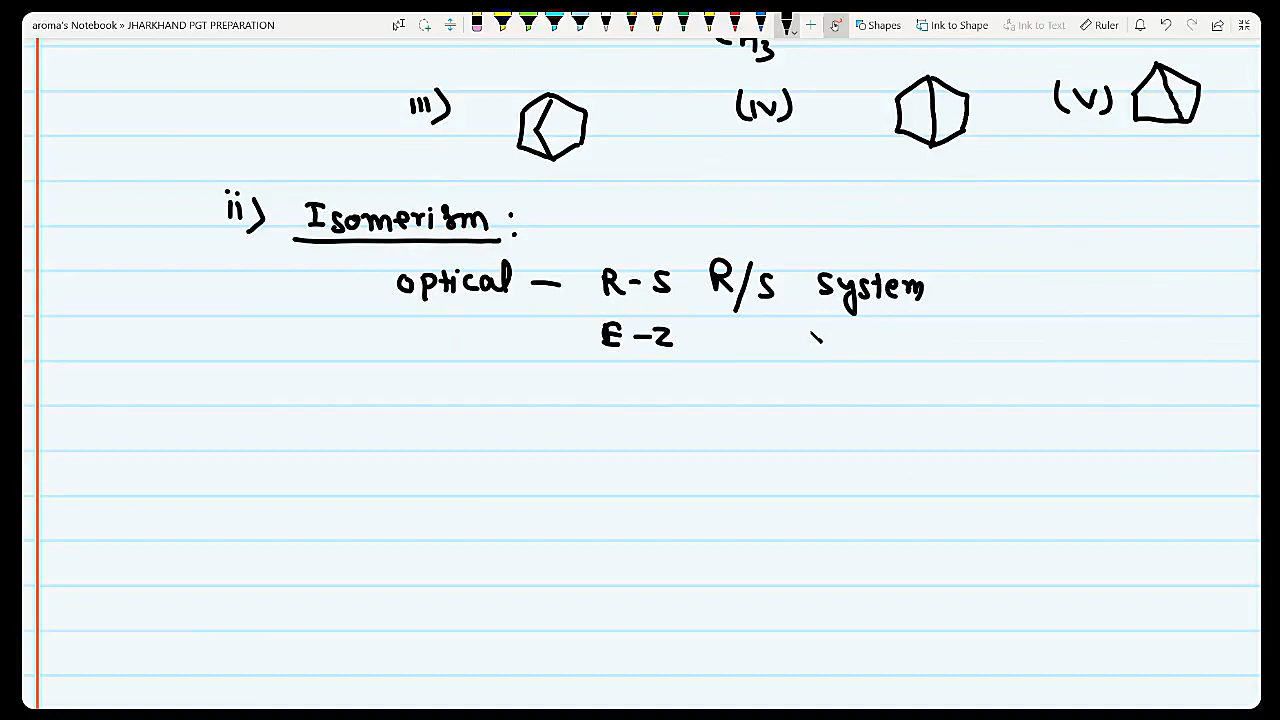 aroma's Notebook » JHARKHAND PGT PREPARATION
Shapes Ink to Shape Ink to Text Ruler
CH3
III) (IV) (V)
ii) Isomerism :
optical — R-S R/S system
E-Z